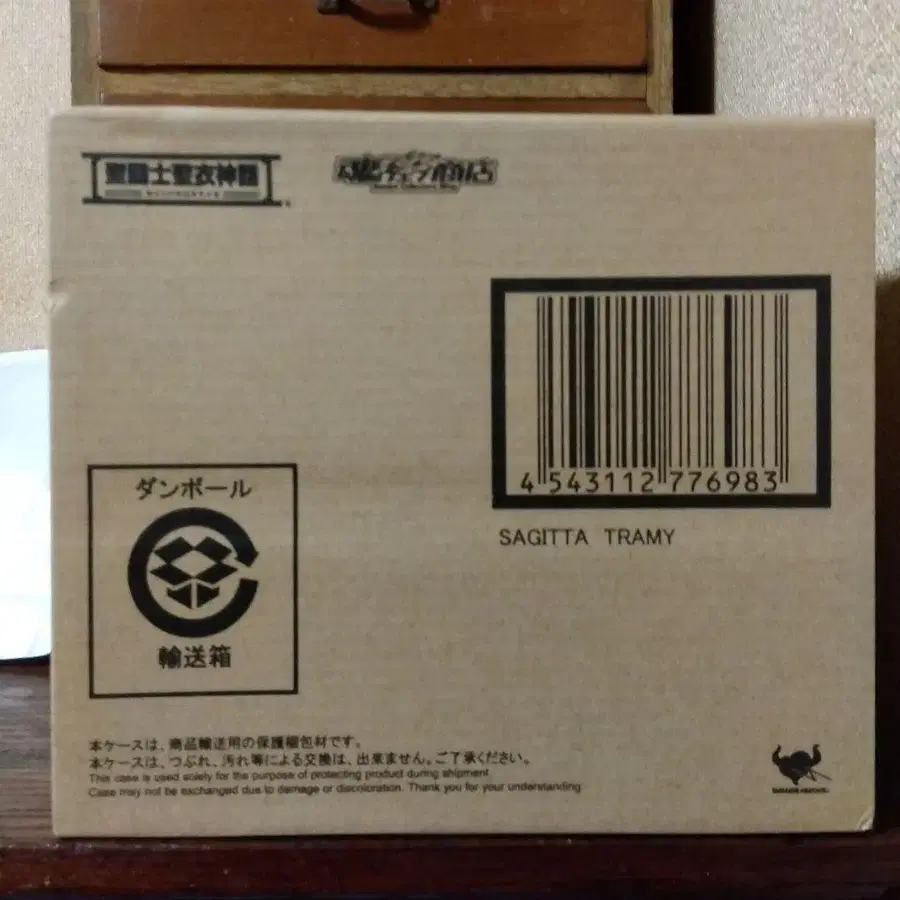 聖闘士聖衣神話
魂ウェブ商店
4 543112 776983
SAGITTA TRAMY
ダンボール
輸送箱
本ケースは、商品輸送用の保護梱包材です。
本ケースは、つぶれ、汚れ等による交換は、出来ません。ご了承ください。
This case is used solely for the purpose of protecting product during shipment.
Case may not be exchanged due to damage or discoloration. Thank you for your understanding